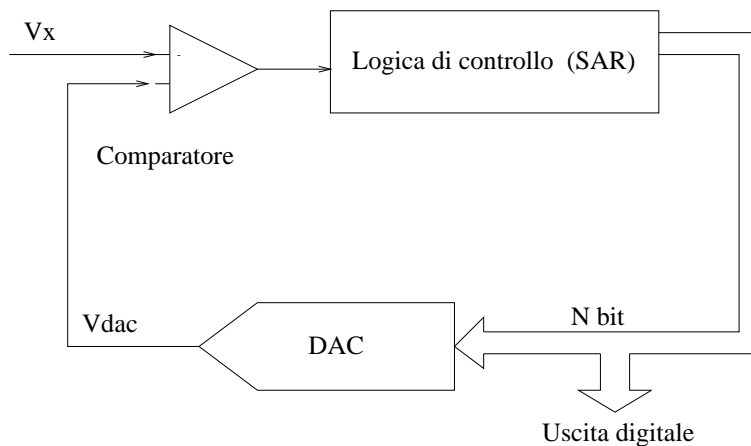 Vx
Logica di controllo (SAR)
Comparatore
Vdac
DAC
N bit
Uscita digitale